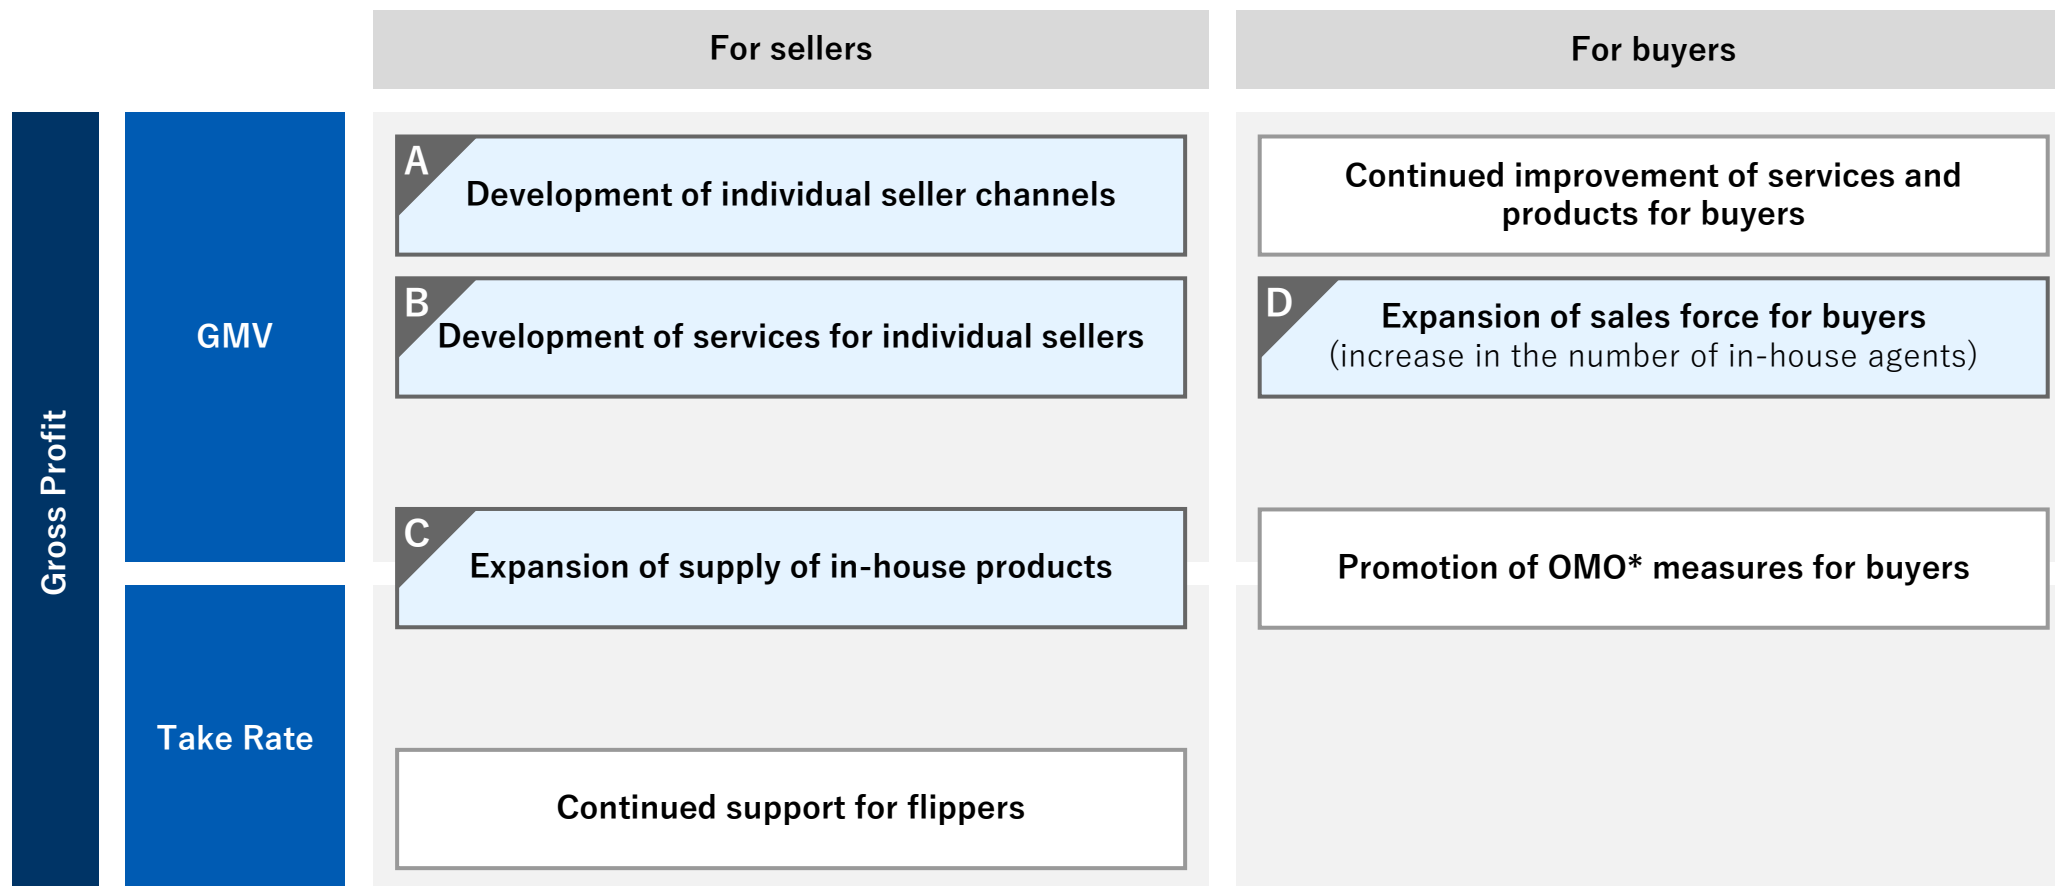 For sellers
For buyers
Gross Profit
GMV
A
Development of individual seller channels
Continued improvement of services and
products for buyers
B
Development of services for individual sellers
D
Expansion of sales force for buyers
(increase in the number of in-house agents)
C
Expansion of supply of in-house products
Promotion of OMO* measures for buyers
Take Rate
Continued support for flippers